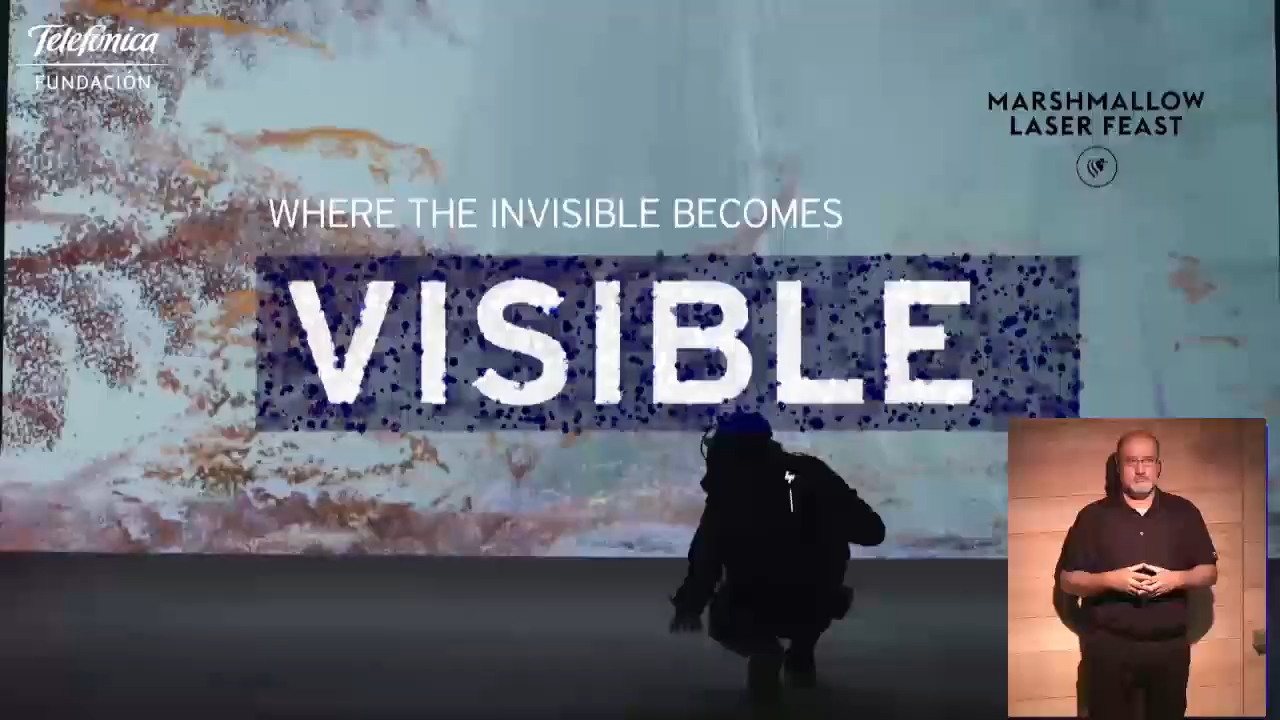 Telefónica
FUNDACIÓN
MARSHMALLOW
LASER FEAST
WHERE THE INVISIBLE BECOMES
VISIBLE